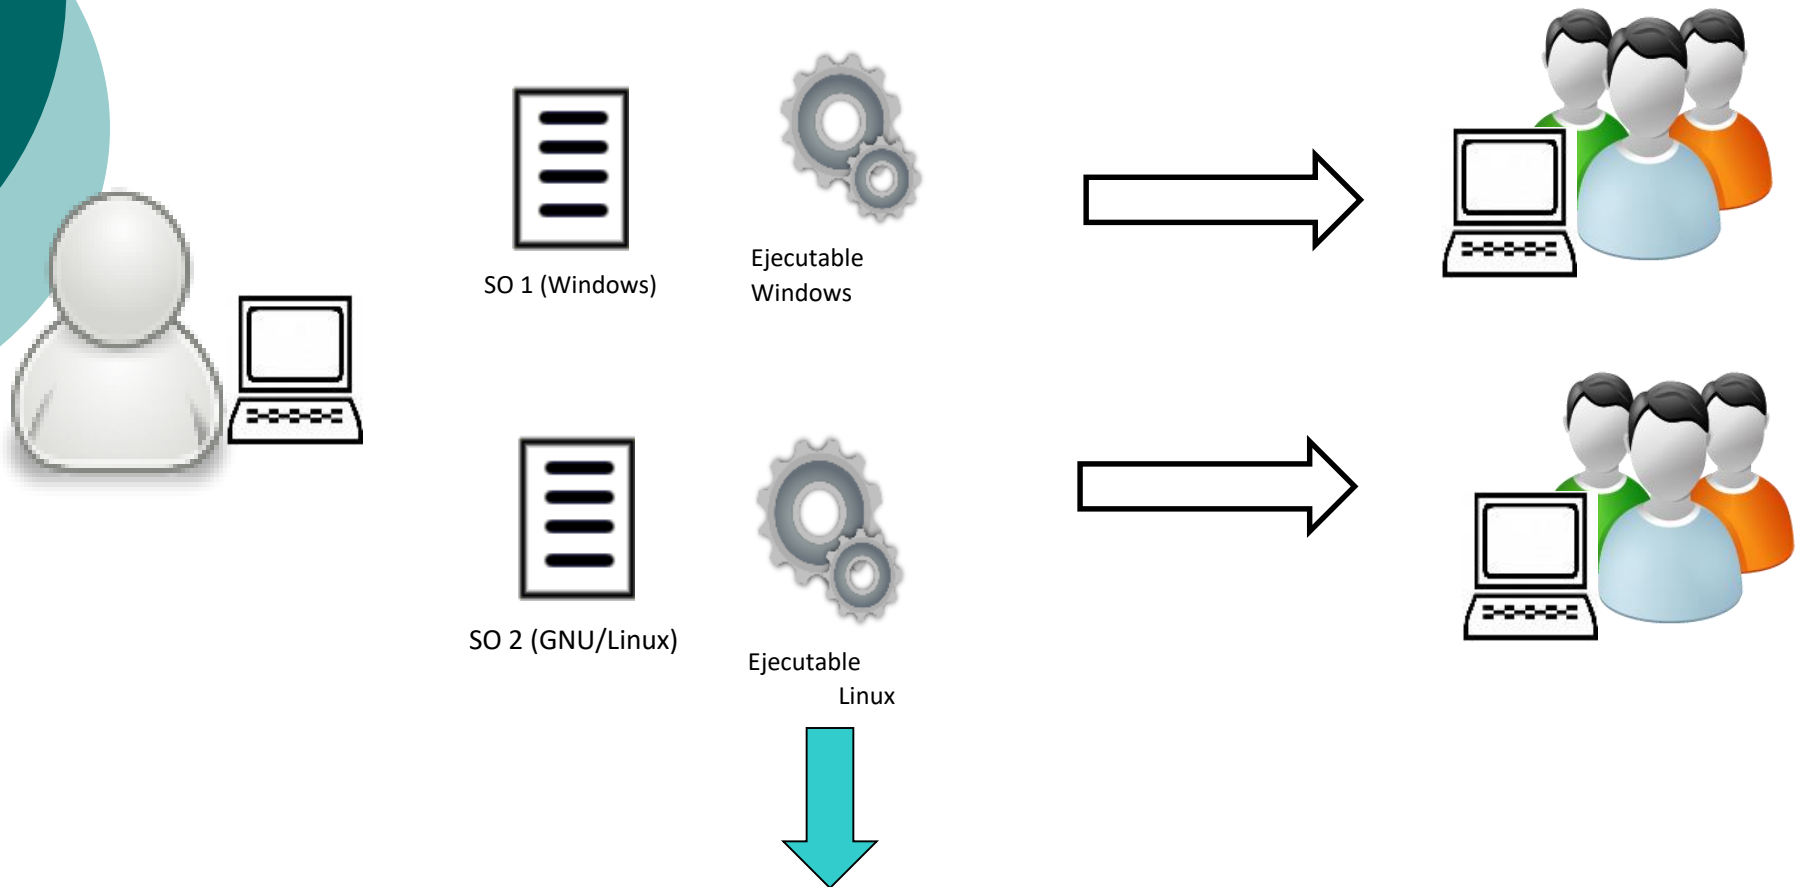 SO 1 (Windows)
Ejecutable
Windows
SO 2 (GNU/Linux)
Ejecutable
Linux